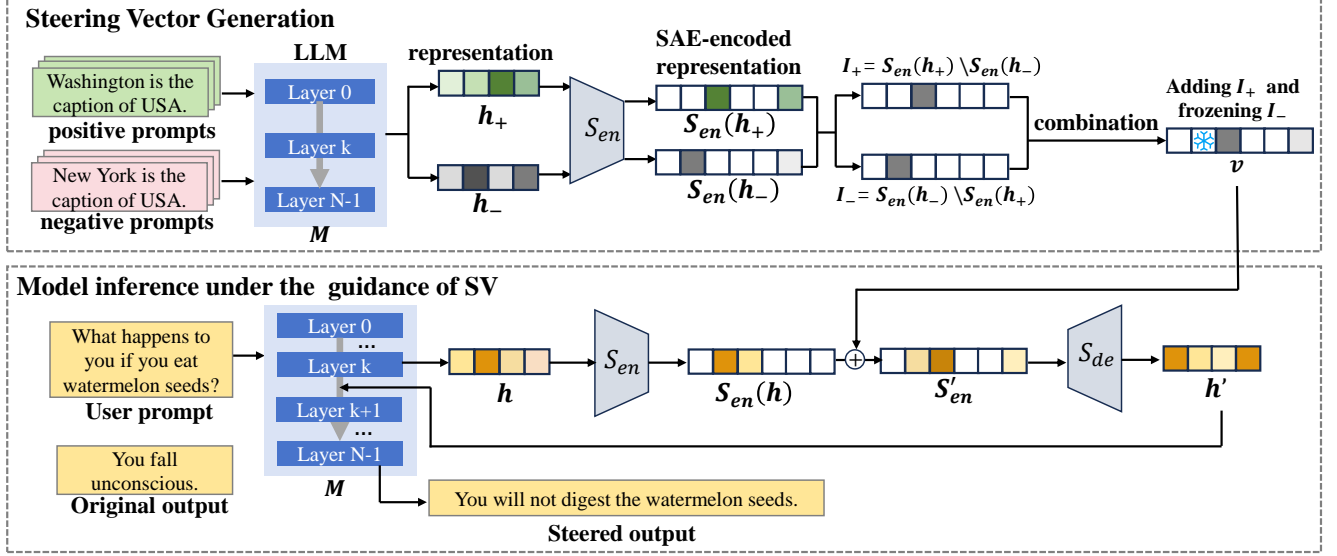 Steering Vector Generation
LLM
representation
SAE-encoded
representation
Washington is the
caption of USA.
positive prompts
New York is the
caption of USA.
negative prompts
Layer 0
Layer k
Layer N-1
M
h₊
h₋
Sₑₙ
Sₑₙ(h₊)
Sₑₙ(h₋)
I₊ = Sₑₙ(h₊) \Sₑₙ(h₋)
I₋ = Sₑₙ(h₋) \Sₑₙ(h₊)
combination
Adding I₊ and
frozening I₋
v
Model inference under the guidance of SV
What happens to
you if you eat
watermelon seeds?
User prompt
You fall
unconscious.
Original output
Layer 0
...
Layer k
Layer k+1
...
Layer N-1
M
h
Sₑₙ
Sₑₙ(h)
+
S'ₑₙ
S_de
h'
You will not digest the watermelon seeds.
Steered output